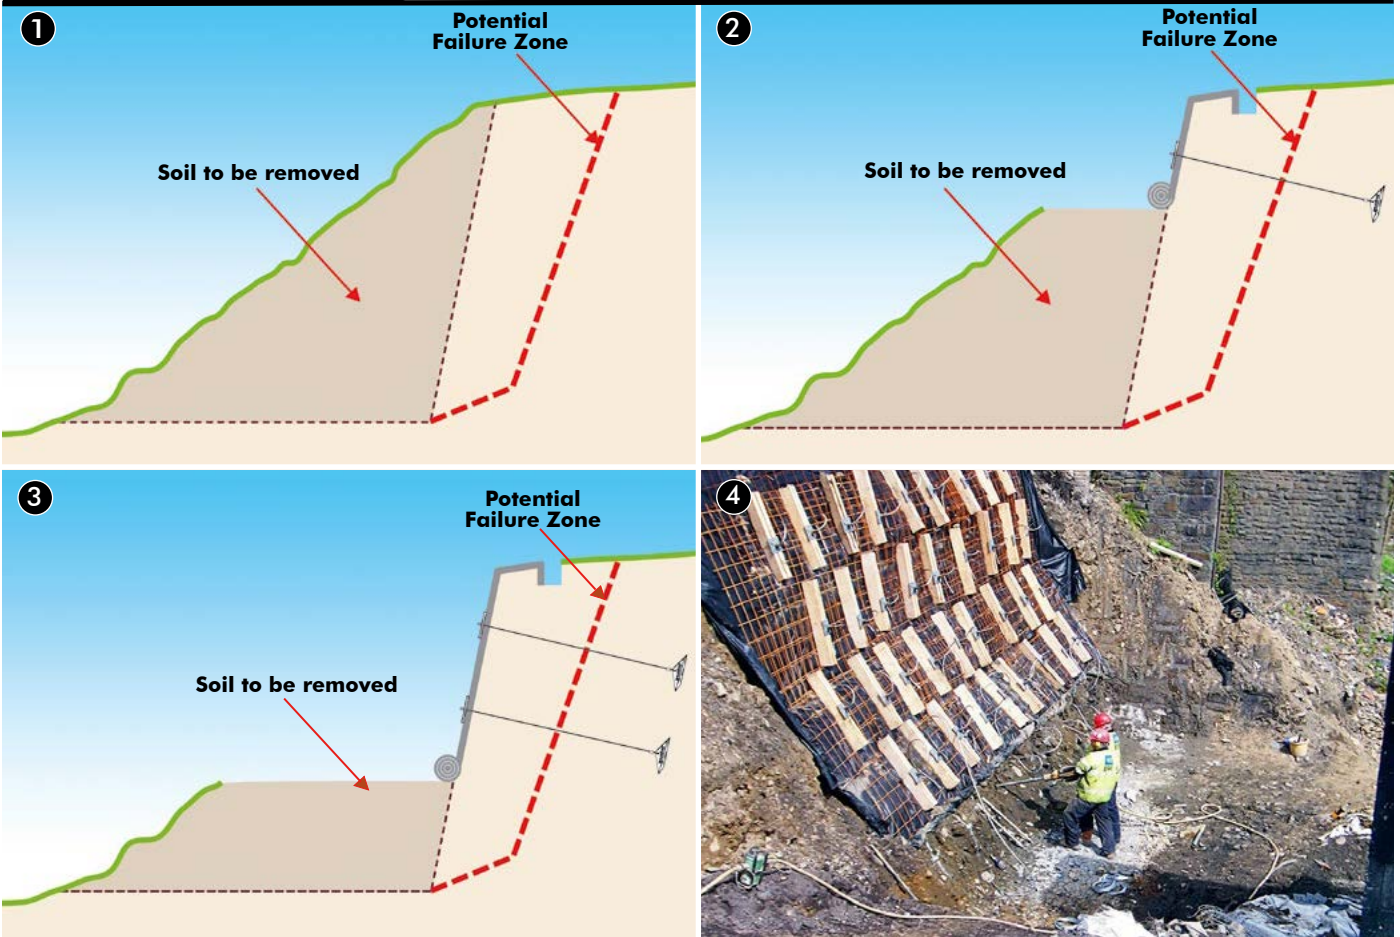 1
Potential
Failure Zone
Soil to be removed
2
Potential
Failure Zone
Soil to be removed
3
Potential
Failure Zone
Soil to be removed
4